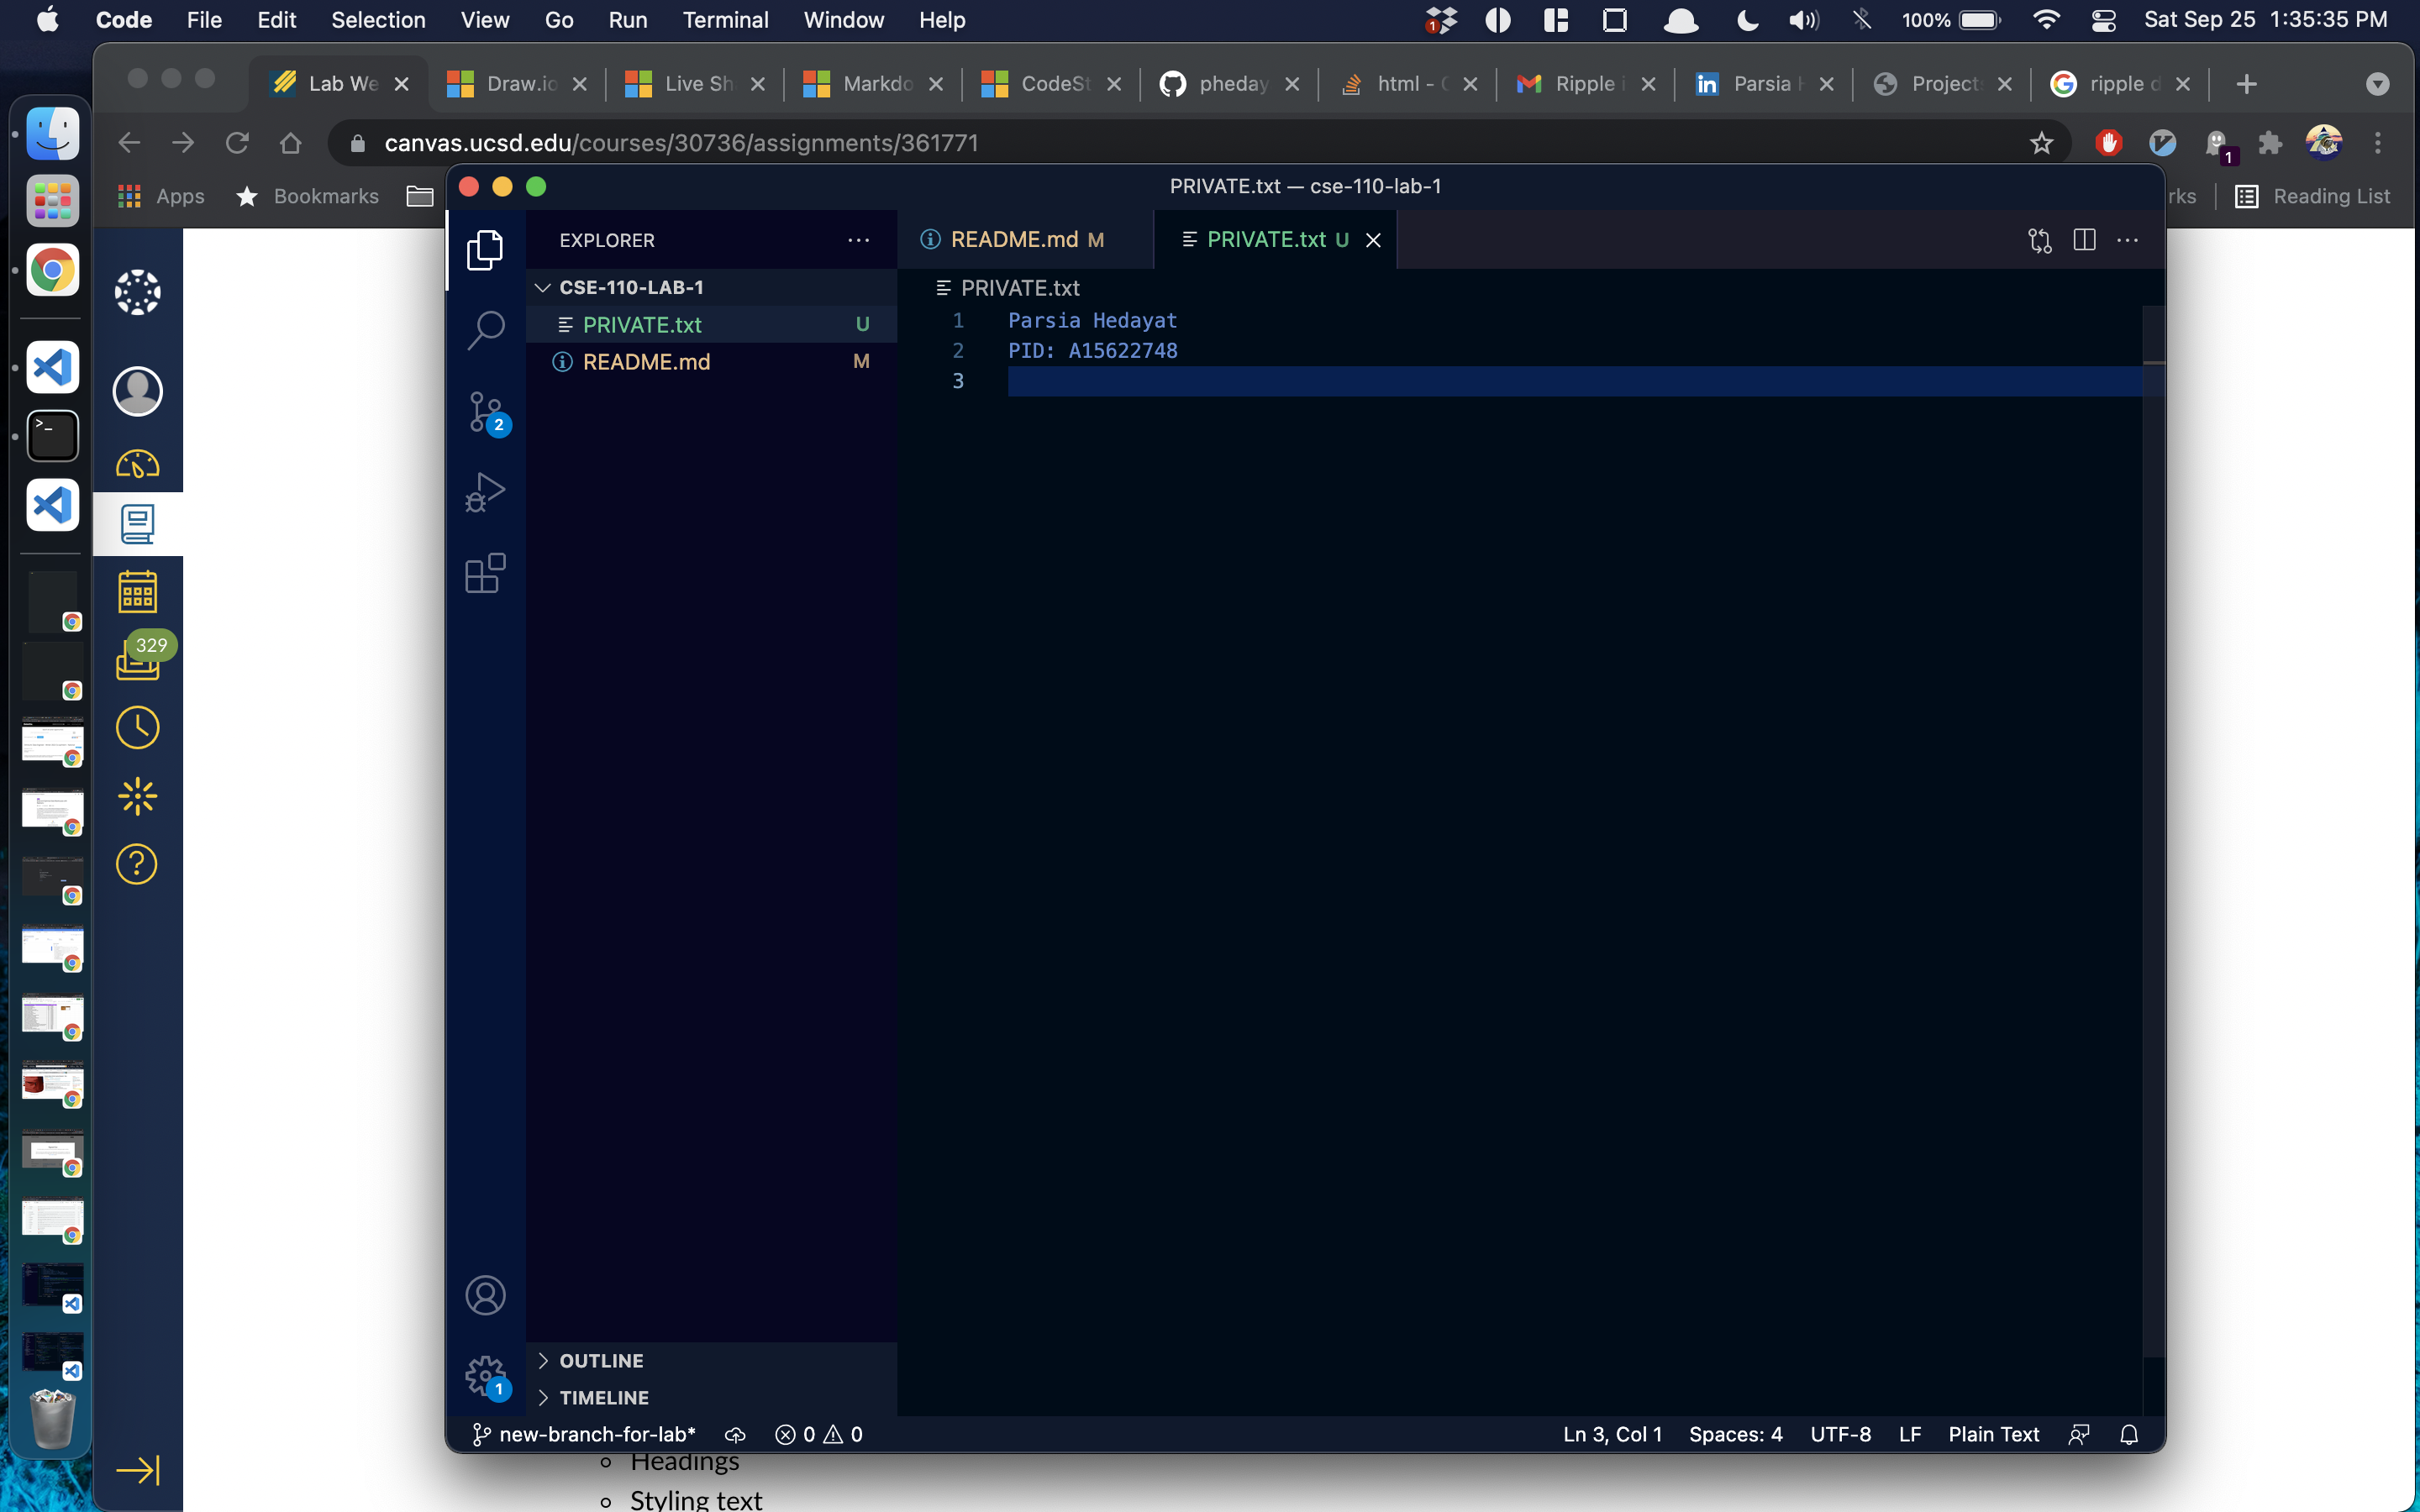 Code File Edit Selection View Go Run Terminal Window Help 1 100% Sat Sep 25 1:35:35 PM
Lab We Draw.io Live Sh Markdo CodeSt pheday html - Ripple i Parsia Project ripple d
canvas.ucsd.edu/courses/30736/assignments/361771 1
Apps Bookmarks rks Reading List
PRIVATE.txt — cse-110-lab-1
EXPLORER README.md M PRIVATE.txt U
CSE-110-LAB-1 PRIVATE.txt
PRIVATE.txt U
README.md M
1 Parsia Hedayat
2 PID: A15622748
3
2
329
1
OUTLINE
TIMELINE
new-branch-for-lab* 0 0 Ln 3, Col 1 Spaces: 4 UTF-8 LF Plain Text
Headings
Styling text